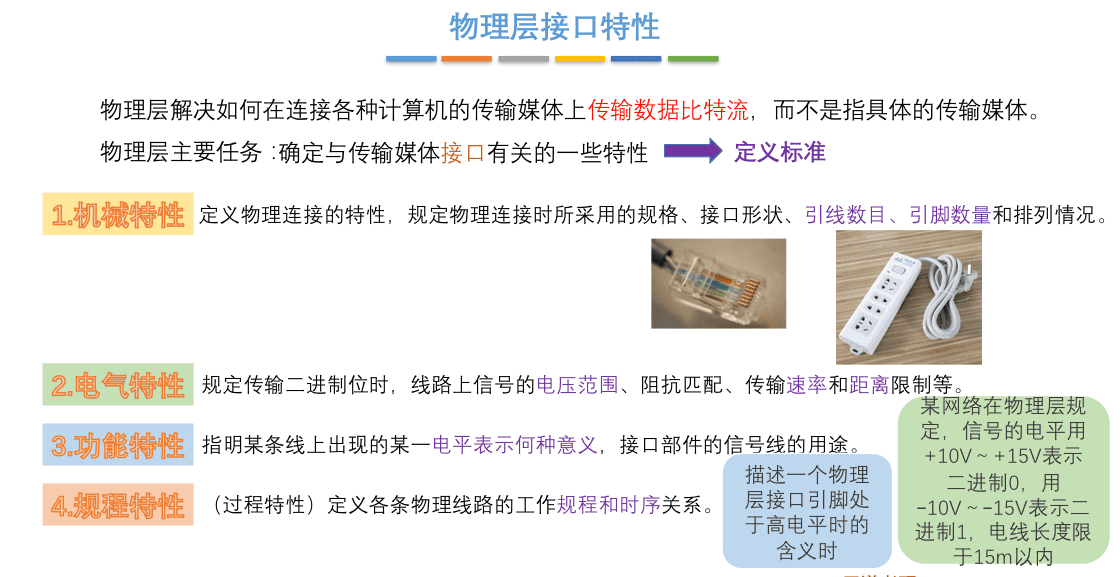 物理层接口特性
物理层解决如何在连接各种计算机的传输媒体上传输数据比特流，而不是指具体的传输媒体。
物理层主要任务：确定与传输媒体接口有关的一些特性 定义标准
1.机械特性 定义物理连接的特性，规定物理连接时所采用的规格、接口形状、引线数目、引脚数量和排列情况。
2.电气特性 规定传输二进制位时，线路上信号的电压范围、阻抗匹配、传输速率和距离限制等。
3.功能特性 指明某条线上出现的某一电平表示何种意义，接口部件的信号线的用途。
4.规程特性 （过程特性）定义各条物理线路的工作规程和时序关系。
描述一个物理
层接口引脚处
于高电平时的
含义时
某网络在物理层规
定，信号的电平用
+10V～+15V表示
二进制0，用
-10V～-15V表示二
进制1，电线长度限
于15m以内